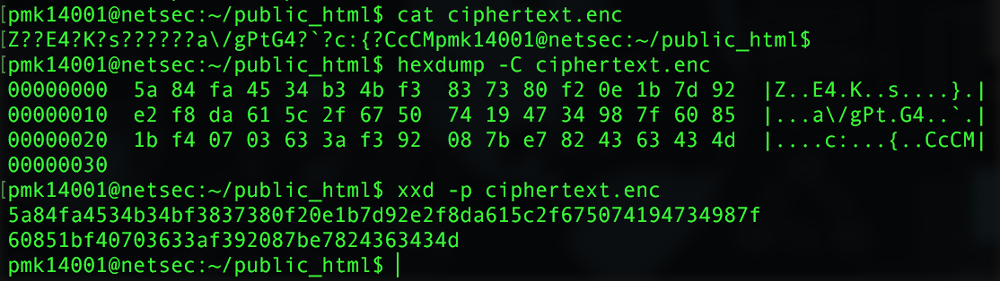 [pmk14001@netsec:~/public_html$ cat ciphertext.enc
Z??E4?K?s??????a\/gPtG4?`?c:{?CcCMpmk14001@netsec:~/public_html$
[pmk14001@netsec:~/public_html$ hexdump -C ciphertext.enc
00000000  5a 84 fa 45 34 b3 4b f3  83 73 80 f2 0e 1b 7d 92  |Z..E4.K..s....}.|
00000010  e2 f8 da 61 5c 2f 67 50  74 19 47 34 98 7f 60 85  |...a\/gPt.G4..`.|
00000020  1b f4 07 03 63 3a f3 92  08 7b e7 82 43 63 43 4d  |....c:...{..CcCM|
00000030
[pmk14001@netsec:~/public_html$ xxd -p ciphertext.enc
5a84fa4534b34bf3837380f20e1b7d92e2f8da615c2f675074194734987f
60851bf40703633af392087be7824363434d
pmk14001@netsec:~/public_html$